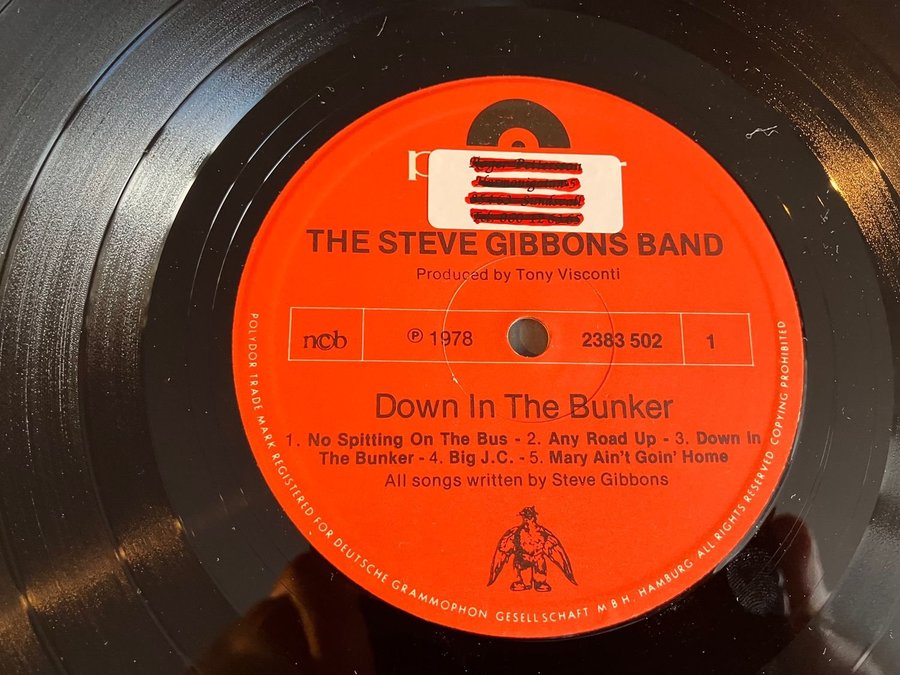 p r
THE STEVE GIBBONS BAND
Produced by Tony Visconti
ncb
℗ 1978
2383 502
1
Down In The Bunker
1. No Spitting On The Bus - 2. Any Road Up - 3. Down in
The Bunker - 4. Big J.C. - 5. Mary Ain't Goin' Home
All songs written by Steve Gibbons
POLYDOR TRADE MARK REGISTERED FOR DEUTSCHE GRAMMOPHON GESELLSCHAFT M B H. HAMBURG ALL RIGHTS RESERVED COPYING PROHIBITED